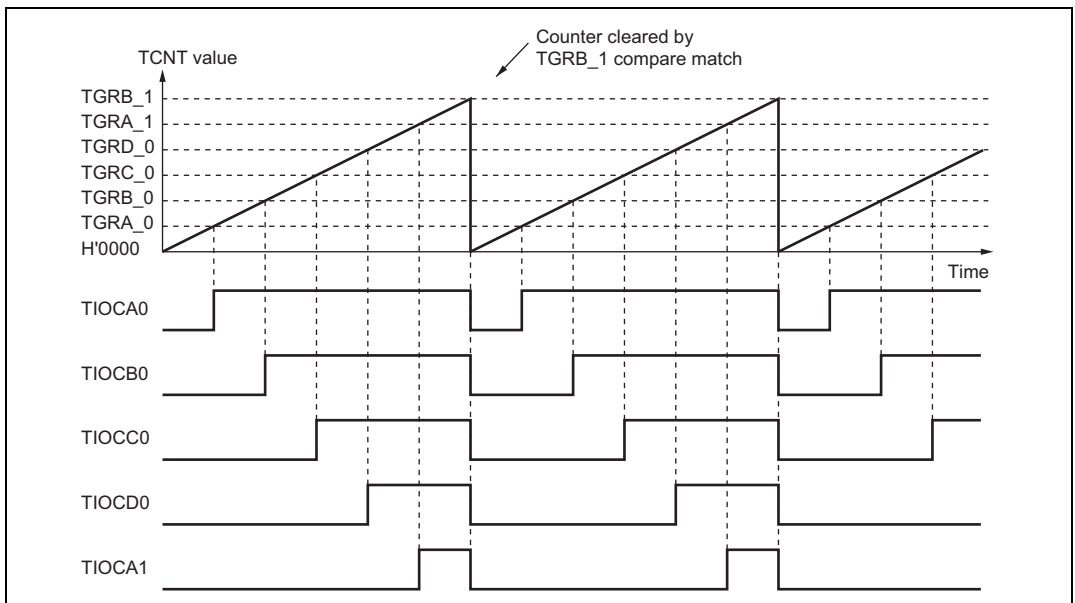 Counter cleared by
TGRB_1 compare match
TCNT value
TGRB_1
TGRA_1
TGRD_0
TGRC_0
TGRB_0
TGRA_0
H'0000
Time
TIOCA0
TIOCB0
TIOCC0
TIOCD0
TIOCA1